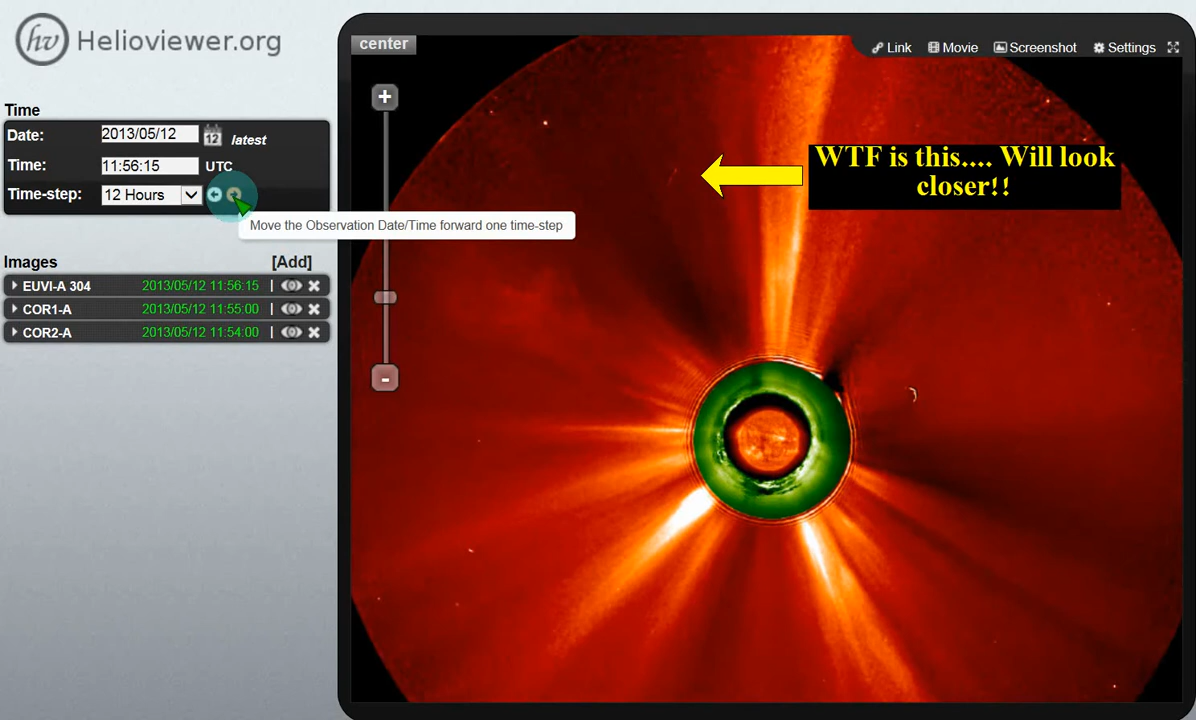 hv Helioviewer.org
center
Link Movie Screenshot Settings
+
-
Time
Date: 2013/05/12 12 latest
Time: 11:56:15 UTC
Time-step: 12 Hours
Move the Observation Date/Time forward one time-step
Images [Add]
EUVI-A 304 2013/05/12 11:56:15 |
COR1-A 2013/05/12 11:55:00 |
COR2-A 2013/05/12 11:54:00 |
WTF is this.... Will look
closer!!